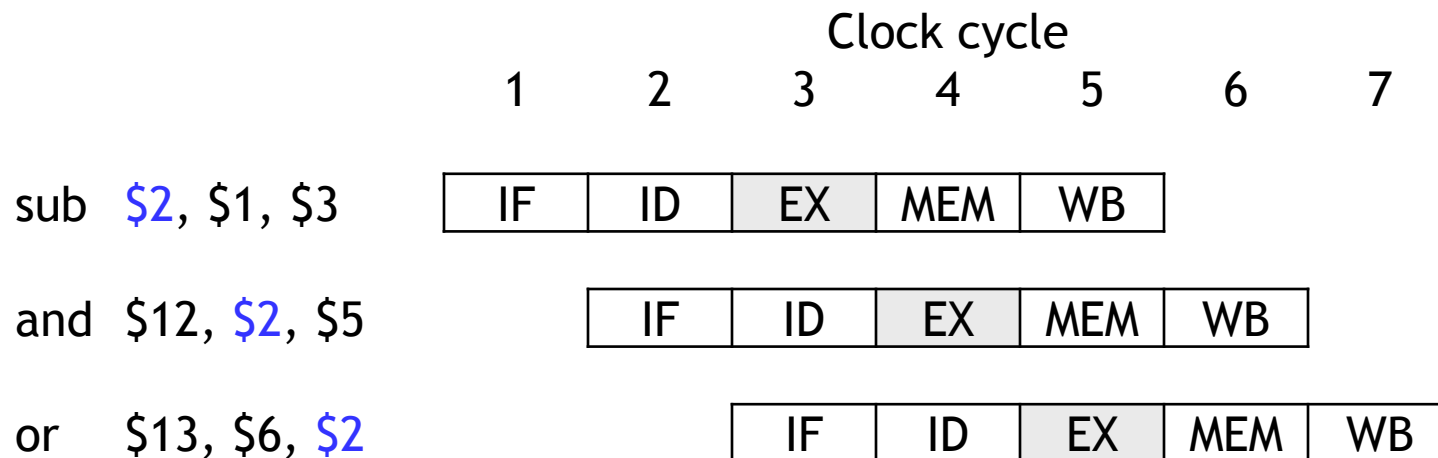 Clock cycle
1 2 3 4 5 6 7
sub $2, $1, $3 IF ID EX MEM WB
and $12, $2, $5 IF ID EX MEM WB
or $13, $6, $2 IF ID EX MEM WB